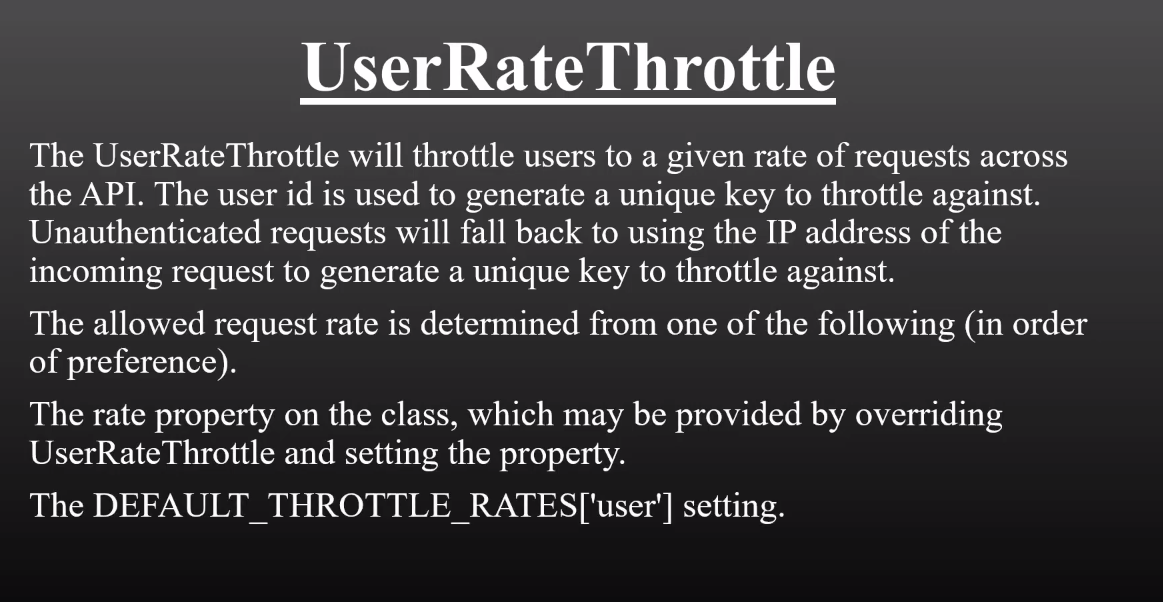 UserRateThrottle
The UserRateThrottle will throttle users to a given rate of requests across
the API. The user id is used to generate a unique key to throttle against.
Unauthenticated requests will fall back to using the IP address of the
incoming request to generate a unique key to throttle against.
The allowed request rate is determined from one of the following (in order
of preference).
The rate property on the class, which may be provided by overriding
UserRateThrottle and setting the property.
The DEFAULT_THROTTLE_RATES['user'] setting.